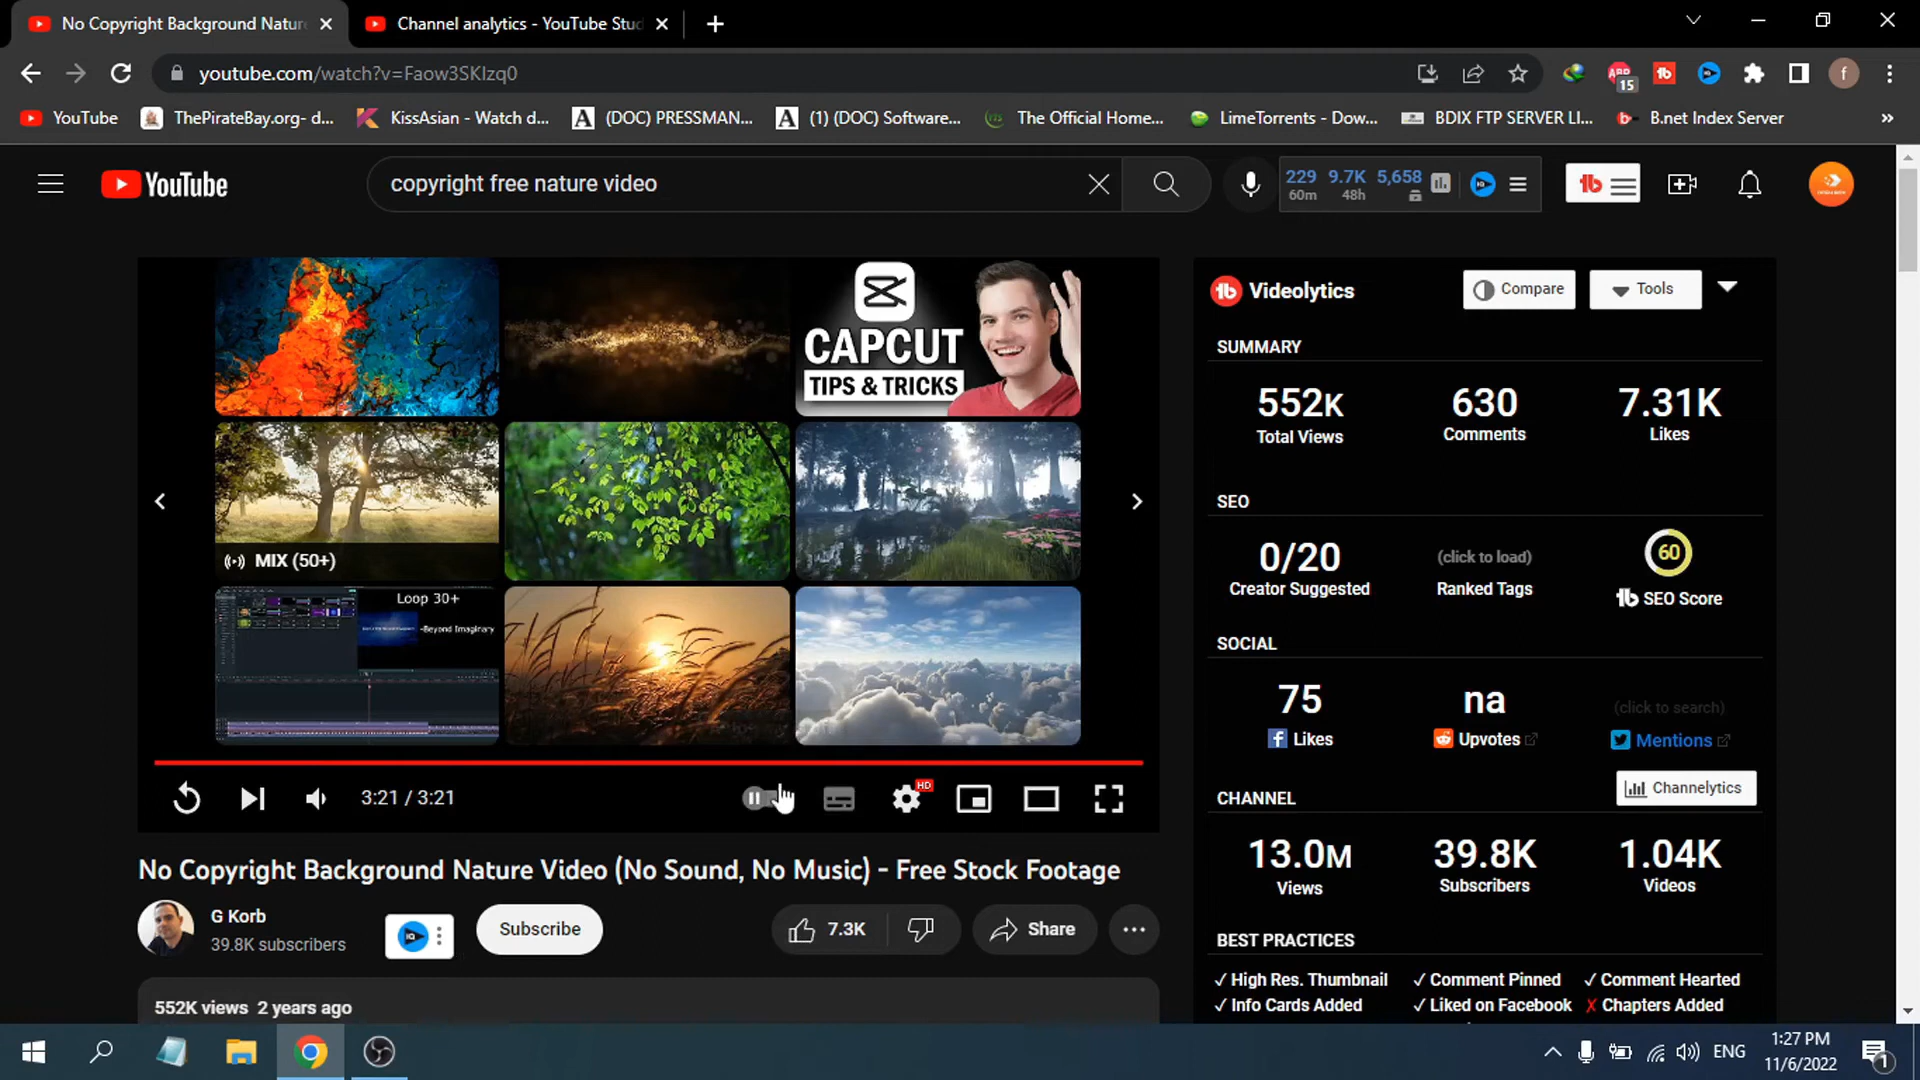 No Copyright Background Natur
Channel analytics - YouTube Stud
youtube.com/watch?v=Faow3SKIzq0
15
f
YouTube
ThePirateBay.org- d...
KissAsian - Watch d...
(DOC) PRESSMAN...
(1) (DOC) Software...
The Official Home...
LimeTorrents - Dow...
BDIX FTP SERVER LI...
B.net Index Server
YouTube
copyright free nature video
229 9.7K 5,658
60m 48h
CAPCUT
TIPS & TRICKS
MIX (50+)
Loop 30+
-Beyond Imaginary
HD
3:21 / 3:21
No Copyright Background Nature Video (No Sound, No Music) - Free Stock Footage
G Korb
39.8K subscribers
Subscribe
7.3K
Share
552K views 2 years ago
Videolytics
Compare
Tools
SUMMARY
552K 630 7.31K
Total Views Comments Likes
SEO
0/20 (click to load) 60
Creator Suggested Ranked Tags SEO Score
SOCIAL
75 na (click to search)
Likes Upvotes Mentions
CHANNEL Channelytics
13.0M 39.8K 1.04K
Views Subscribers Videos
BEST PRACTICES
✓ High Res. Thumbnail ✓ Comment Pinned ✓ Comment Hearted
✓ Info Cards Added ✓ Liked on Facebook ✗ Chapters Added
ENG
1:27 PM
11/6/2022
1